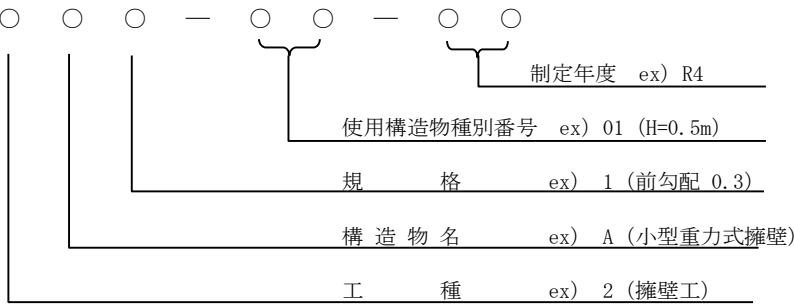 ○ ○ ○ ― ○ ○ ― ○ ○
制定年度 ex) R4
使用構造物種別番号 ex) 01 (H=0.5m)
規 格 ex) 1 (前勾配 0.3)
構 造 物 名 ex) A (小型重力式擁壁)
工 種 ex) 2 (擁壁工)